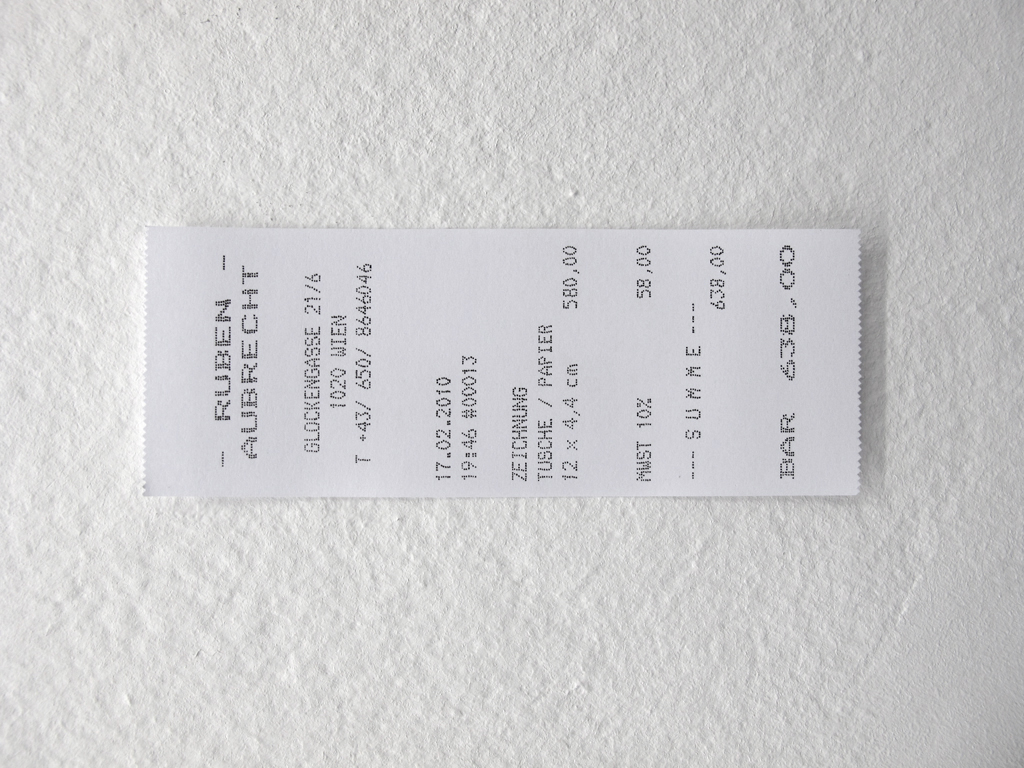 — RUBEN —
AUBRECHT
GLOCKENGASSE 21/6
1020 WIEN
T +43/ 650/ 8646046
17.02.2010
19:46 #00013
ZEICHNUNG
TUSCHE / PAPIER
12 x 4,4 cm 580,00
MWST 10% 58,00
--- S U M M E ---
638,00
BAR 638,00